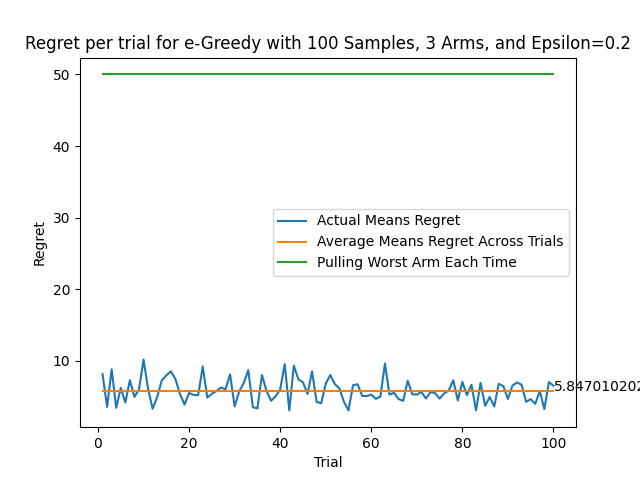 Regret per trial for e-Greedy with 100 Samples, 3 Arms, and Epsilon=0.2
50
40
30
20
10
Regret
Actual Means Regret
Average Means Regret Across Trials
Pulling Worst Arm Each Time
5.847010202
0
20
40
60
80
100
Trial